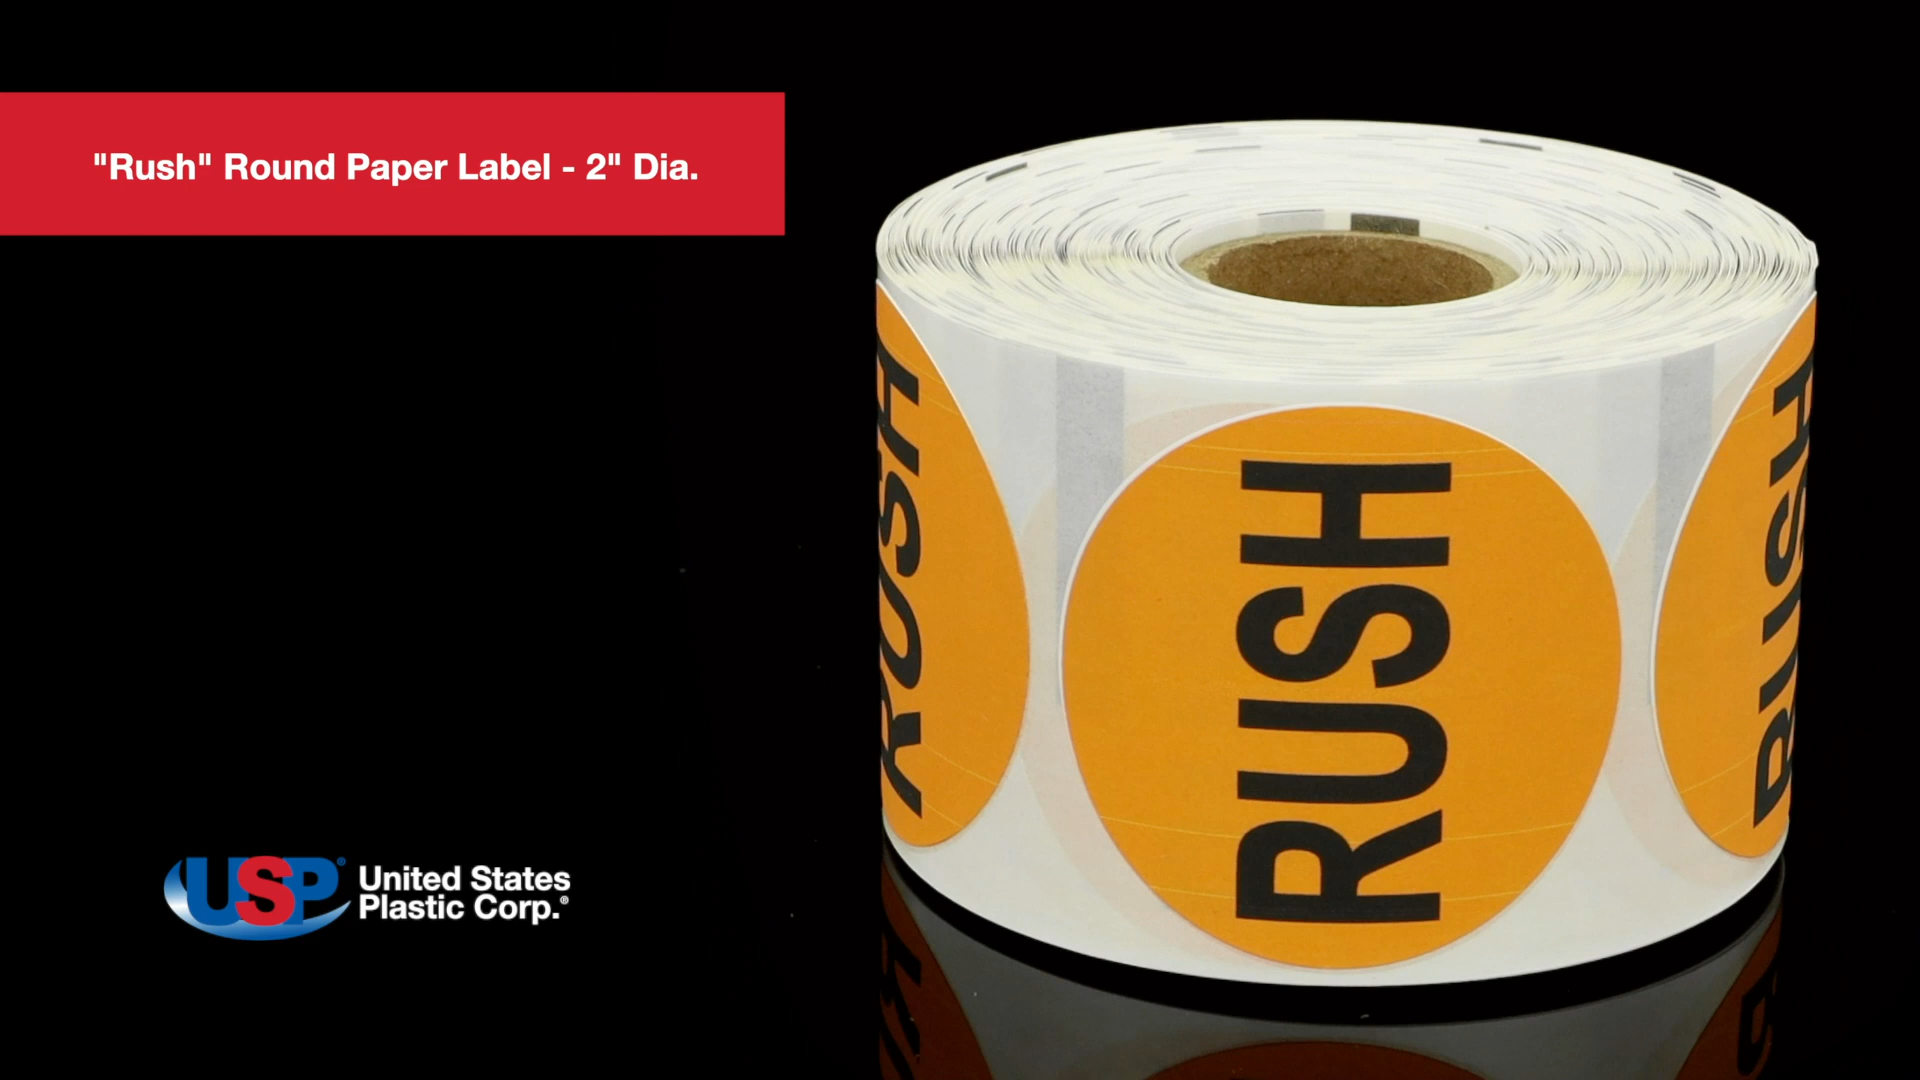 "Rush" Round Paper Label - 2" Dia.
RUSH
RUSH
RUSH
USP®
United States
Plastic Corp.®